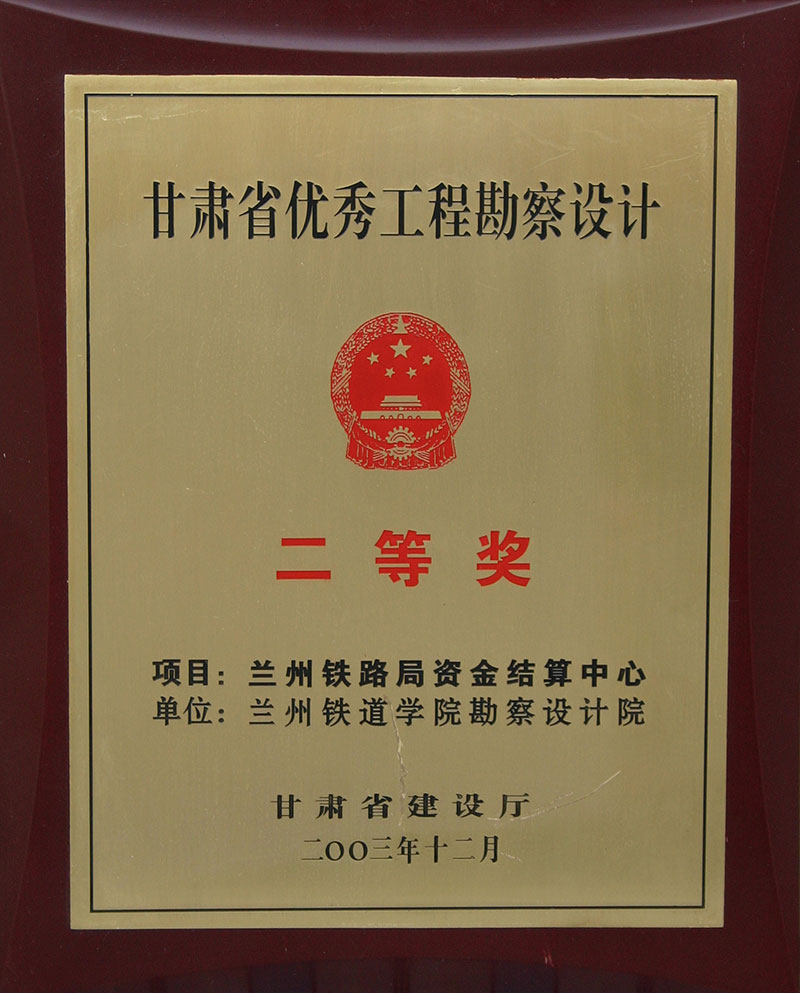 甘肃省优秀工程勘察设计
二等奖
项目：兰州铁路局资金结算中心
单位：兰州铁道学院勘察设计院
甘肃省建设厅
二〇〇三年十二月